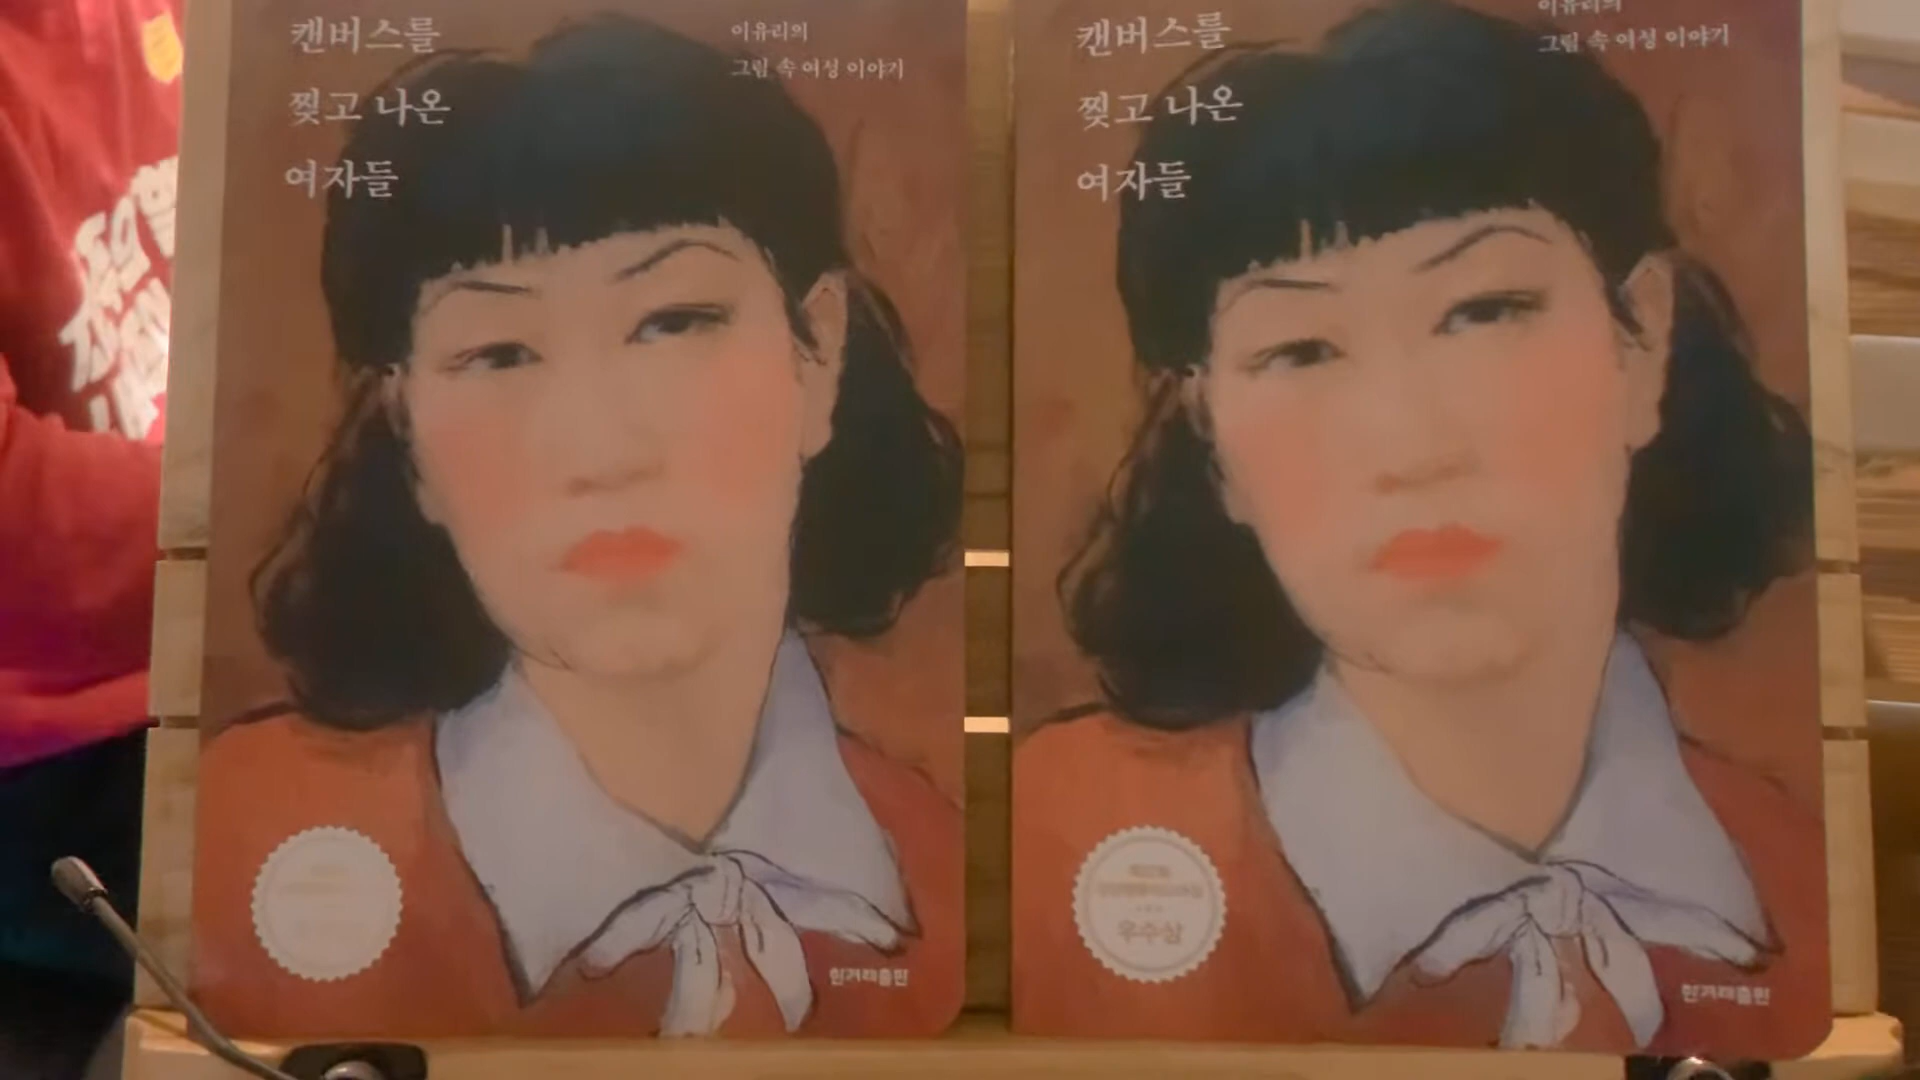 캔버스를
찢고 나온
여자들
이유리의
그림 속 여성 이야기
한겨레출판
캔버스를
찢고 나온
여자들
이유리의
그림 속 여성 이야기
우수상
한겨레출판